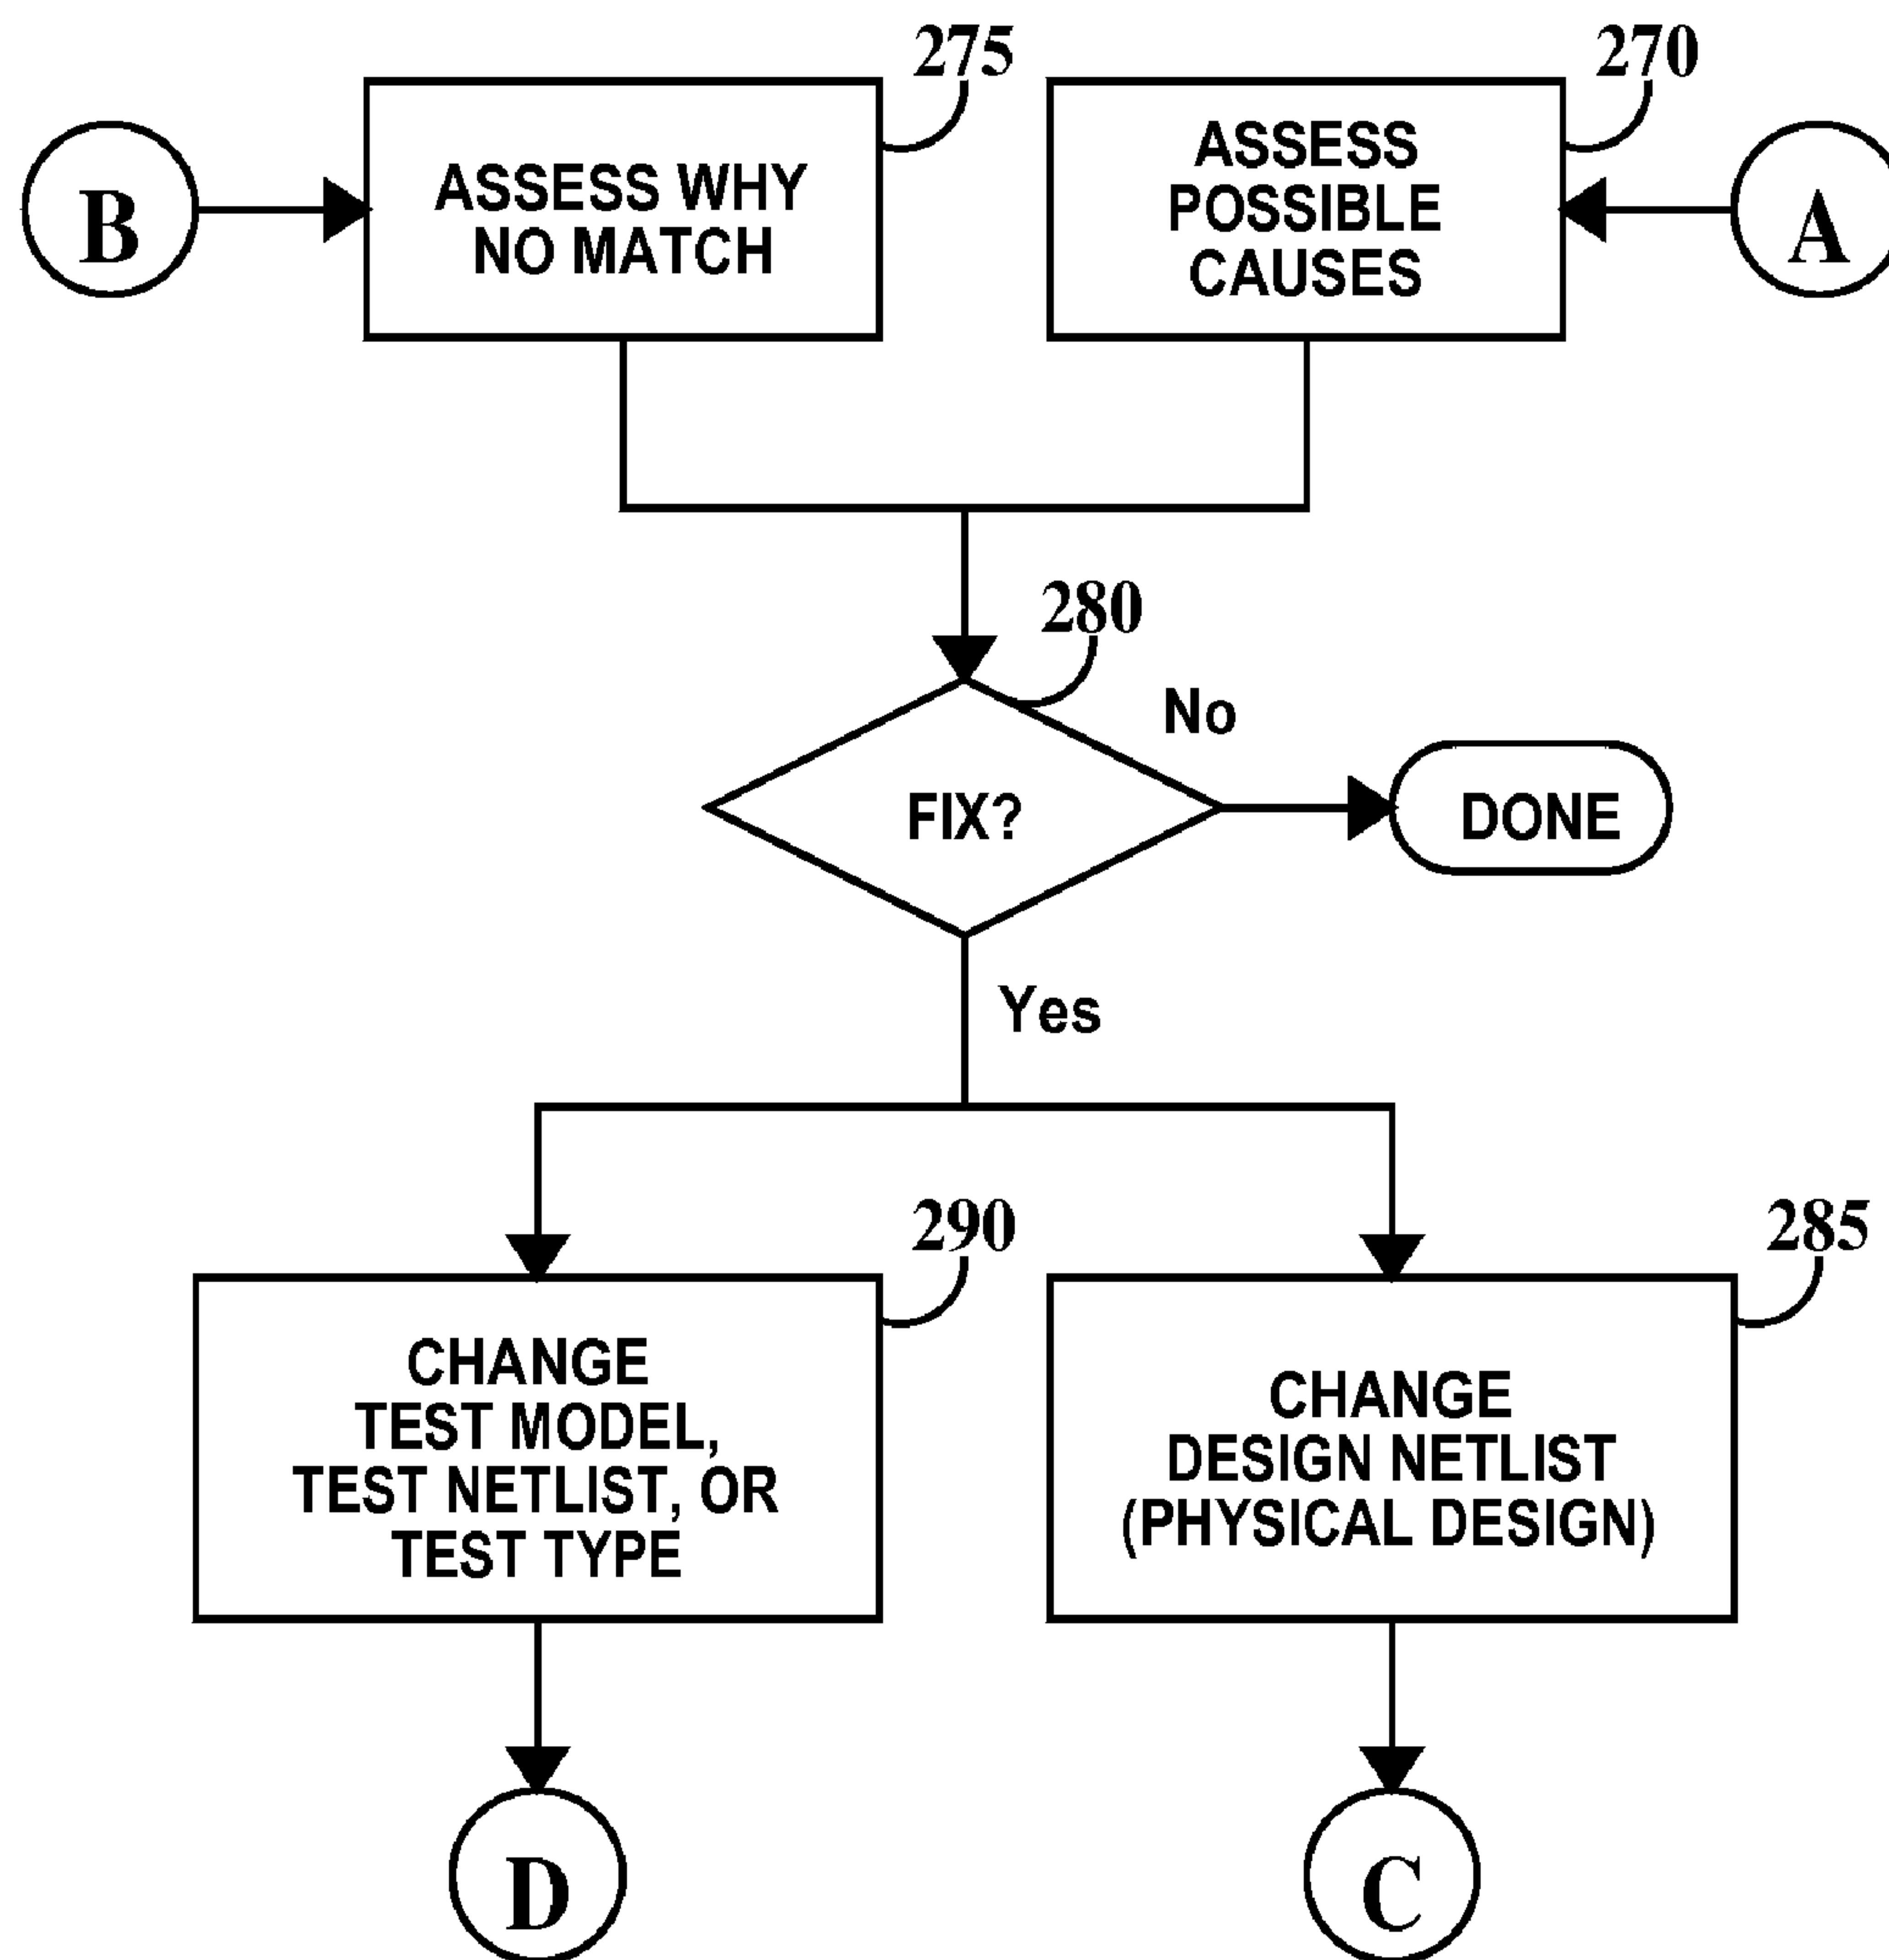 275
270
B
ASSESS WHY
NO MATCH
ASSESS
POSSIBLE
CAUSES
A
280
No
FIX?
DONE
Yes
290
285
CHANGE
TEST MODEL,
TEST NETLIST, OR
TEST TYPE
CHANGE
DESIGN NETLIST
(PHYSICAL DESIGN)
D
C